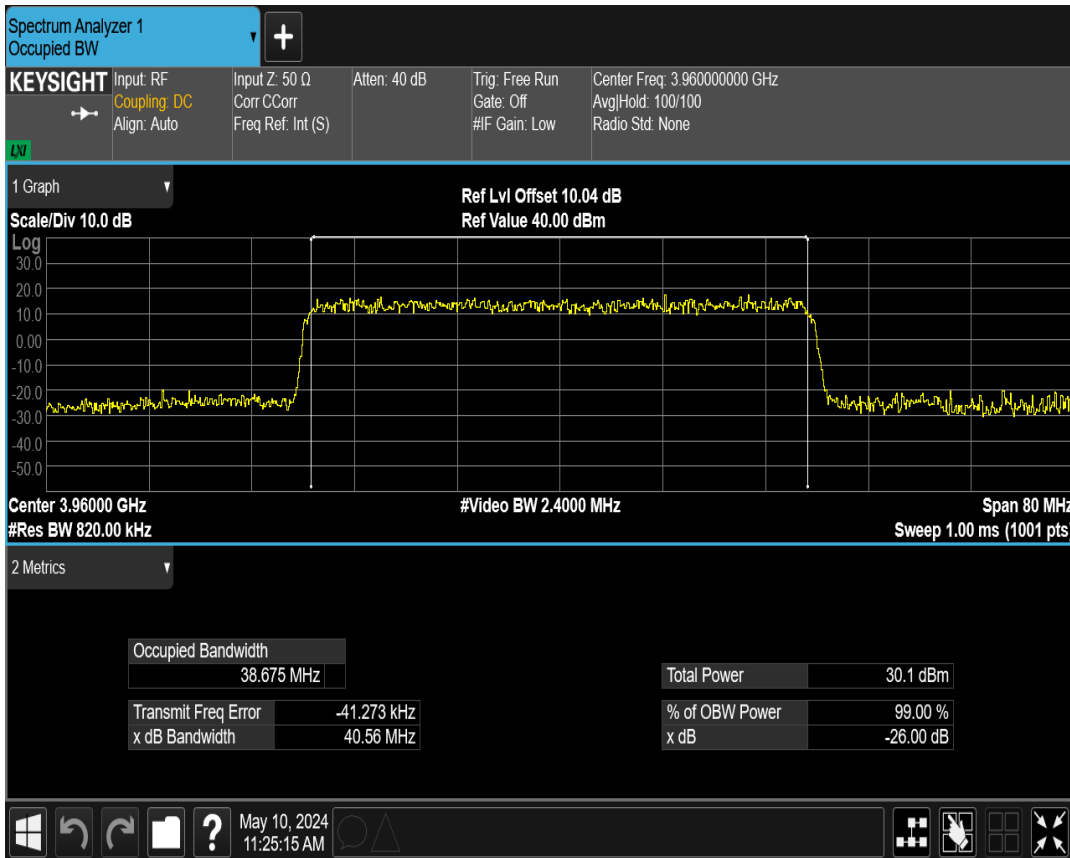 Spectrum Analyzer 1
Occupied BW
+
KEYSIGHT
LXI
Input: RF
Coupling: DC
Align: Auto
Input Z: 50 Ω
Corr CCorr
Freq Ref: Int (S)
Atten: 40 dB
Trig: Free Run
Gate: Off
#IF Gain: Low
Center Freq: 3.960000000 GHz
Avg|Hold: 100/100
Radio Std: None
1 Graph
Scale/Div 10.0 dB
Ref Lvl Offset 10.04 dB
Ref Value 40.00 dBm
Log
30.0
20.0
10.0
0.00
-10.0
-20.0
-30.0
-40.0
-50.0
Center 3.96000 GHz
#Video BW 2.4000 MHz
Span 80 MHz
#Res BW 820.00 kHz
Sweep 1.00 ms (1001 pts)
2 Metrics
Occupied Bandwidth
38.675 MHz
Transmit Freq Error -41.273 kHz
x dB Bandwidth 40.56 MHz
Total Power 30.1 dBm
% of OBW Power 99.00 %
x dB -26.00 dB
?
May 10, 2024
11:25:15 AM